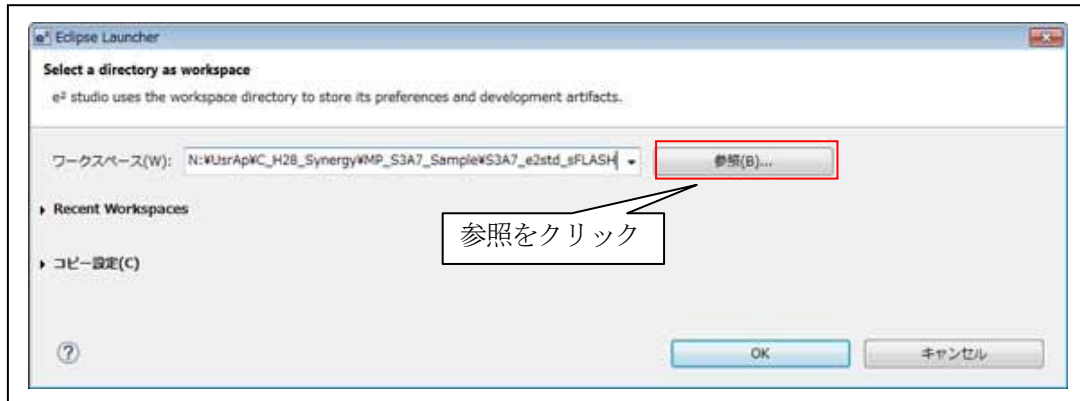 e² Eclipse Launcher
Select a directory as workspace
e² studio uses the workspace directory to store its preferences and development artifacts.
ワークスペース(W): N:¥UsrAp¥C_H28_Synergy¥MP_S3A7_Sample¥S3A7_e2std_sFLASH 参照(B)...
Recent Workspaces
参照をクリック
コピー設定(C)
? OK キャンセル